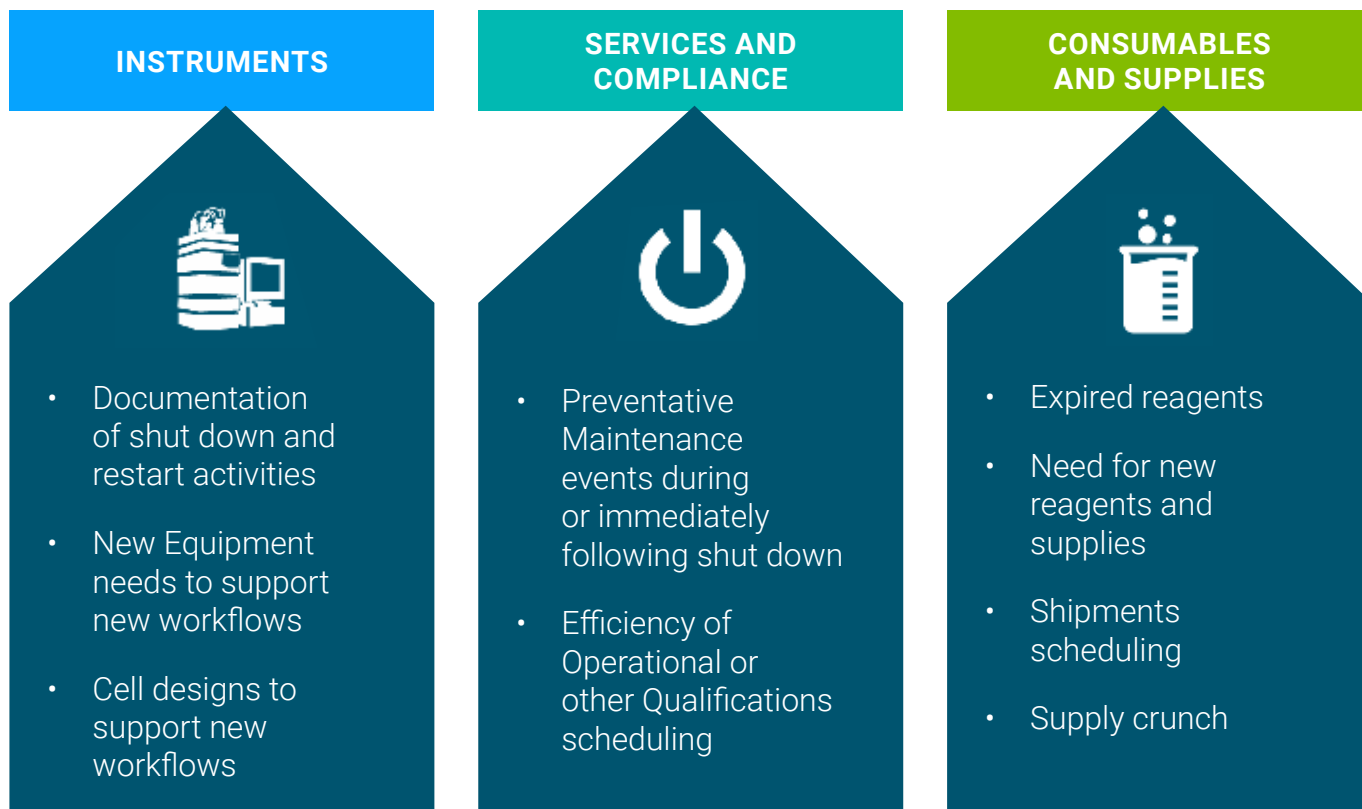 INSTRUMENTS
• Documentation
of shut down and
restart activities
• New Equipment
needs to support
new workflows
• Cell designs to
support new
workflows
SERVICES AND
COMPLIANCE
• Preventative
Maintenance
events during
or immediately
following shut down
• Efficiency of
Operational or
other Qualifications
scheduling
CONSUMABLES
AND SUPPLIES
• Expired reagents
• Need for new
reagents and
supplies
• Shipments
scheduling
• Supply crunch